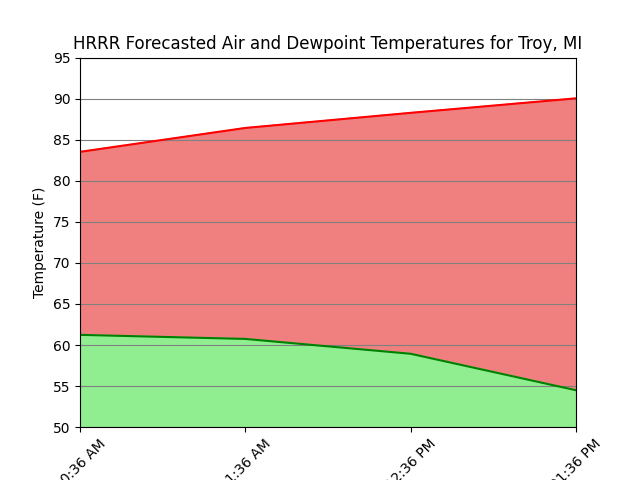 HRRR Forecasted Air and Dewpoint Temperatures for Troy, MI
95
90
85
80
75
70
65
60
55
50
Temperature (F)
0:36 AM
1:36 AM
2:36 PM
01:36 PM